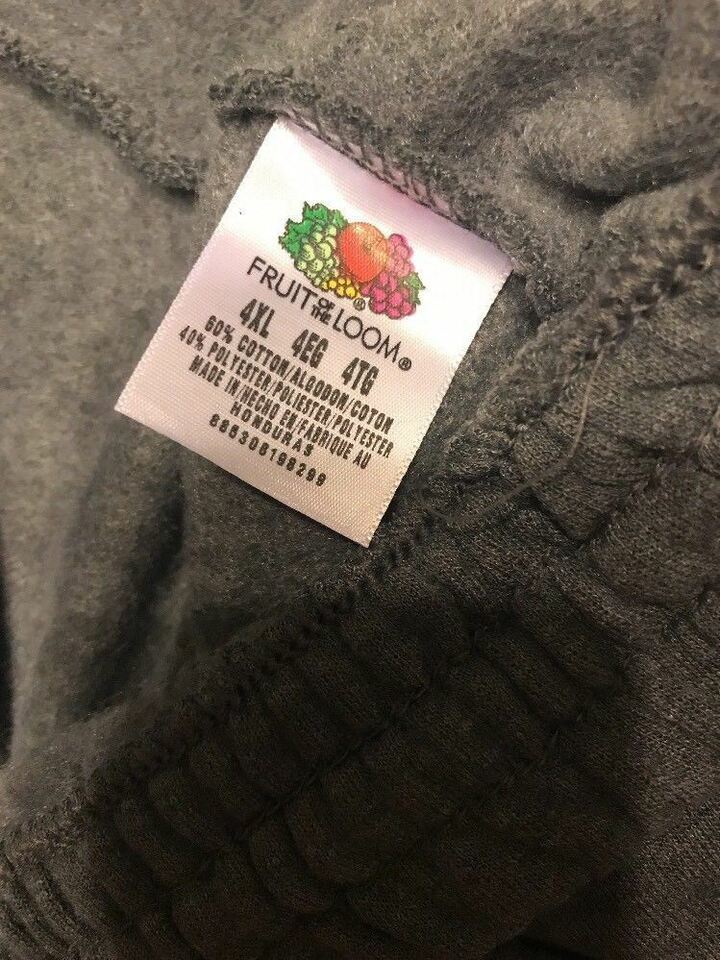 FRUIT OF THE LOOM®
®
4XL 4EG 4TG
60% COTTON/ALGODON/COTON
40% POLYESTER/POLIESTER/POLYESTER
MADE IN/HECHO EN/FABRIQUE AU
HONDURAS
885306198299